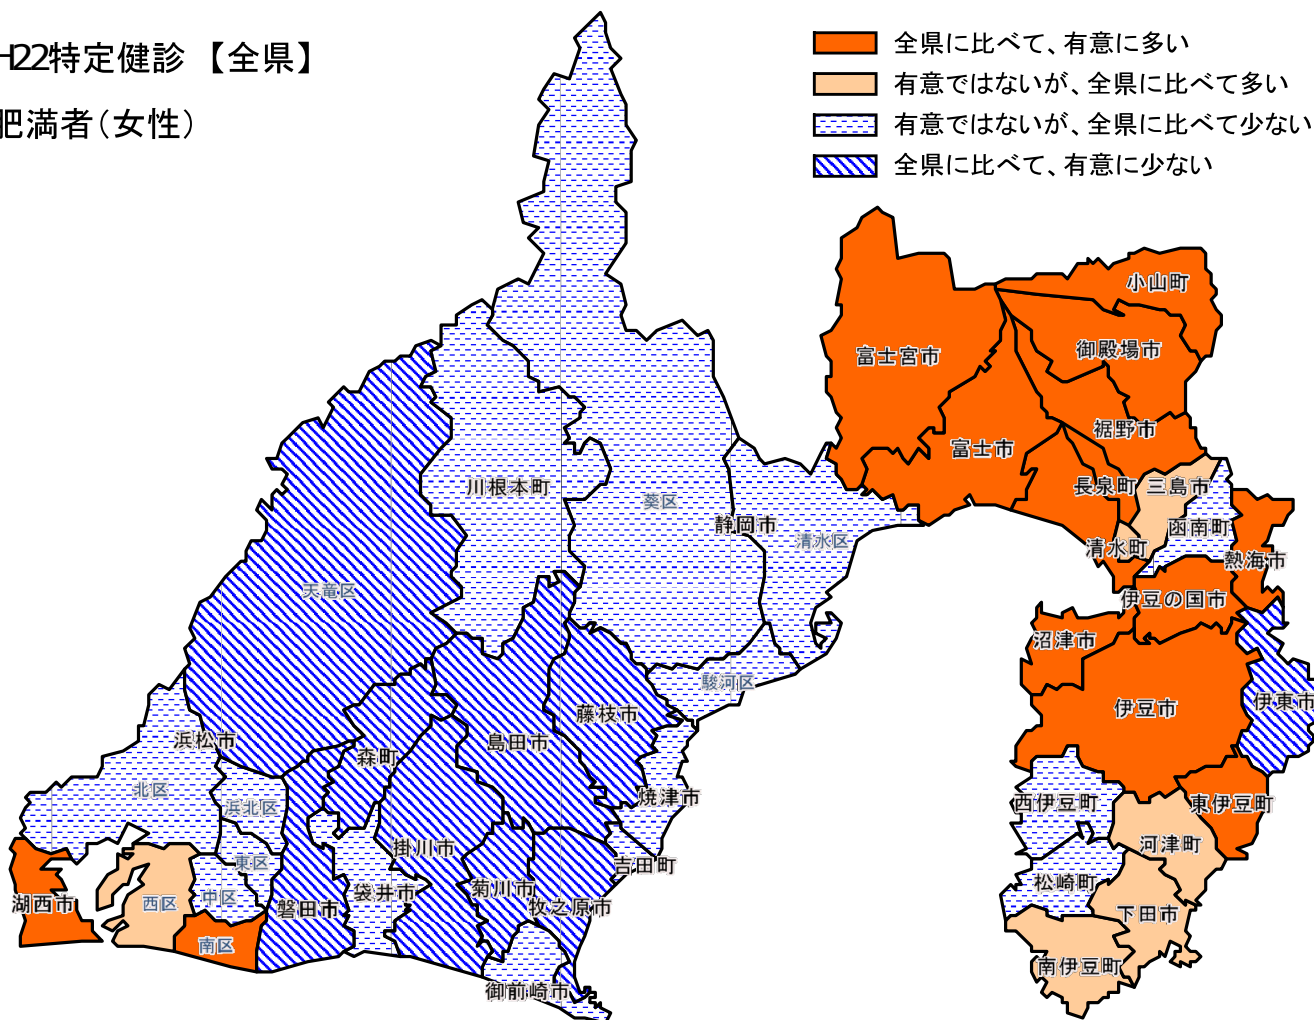 H22特定健診 【全県】
肥満者（女性）
全県に比べて、有意に多い
有意ではないが、全県に比べて多い
有意ではないが、全県に比べて少ない
全県に比べて、有意に少ない
小山町
御殿場市
富士宮市
裾野市
富士市
長泉町
三島市
川根本町
葵区
静岡市
清水区
函南町
清水町
熱海市
天竜区
伊豆の国市
沼津市
駿河区
伊東市
伊豆市
藤枝市
浜松市
島田市
森町
北区
焼津市
浜北区
西伊豆町
東伊豆町
掛川市
河津町
東区
吉田町
松崎町
中区
袋井市
菊川市
湖西市
西区
磐田市
牧之原市
下田市
南区
南伊豆町
御前崎市